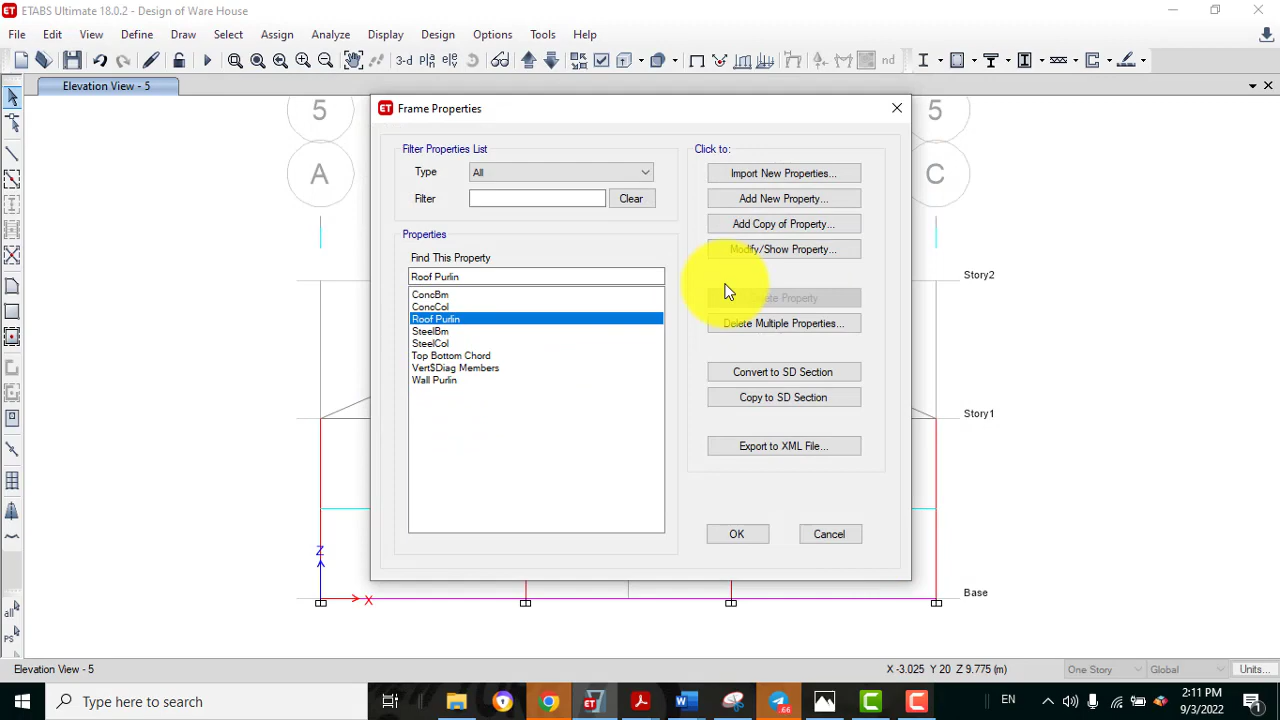 ETABS Ultimate 18.0.2 - Design of Ware House
File Edit View Define Draw Select Assign Analyze Display Design Options Tools Help
3-d nd
Elevation View - 5
Frame Properties
Filter Properties List
Type All
Filter Clear
Properties
Find This Property
Roof Purlin
ConcBm
ConcCol
Roof Purlin
SteelBm
SteelCol
Top Bottom Chord
Vert$Diag Members
Wall Purlin
Click to:
Import New Properties...
Add New Property...
Add Copy of Property...
Modify/Show Property...
Delete Multiple Properties...
Convert to SD Section
Copy to SD Section
Export to XML File...
OK Cancel
5 5
A C
Story2
Story1
Base
Z
X
all
PS
Elevation View - 5 X -3.025 Y 20 Z 9.775 (m) One Story Global Units...
Type here to search
66
EN
2:11 PM
9/3/2022
1